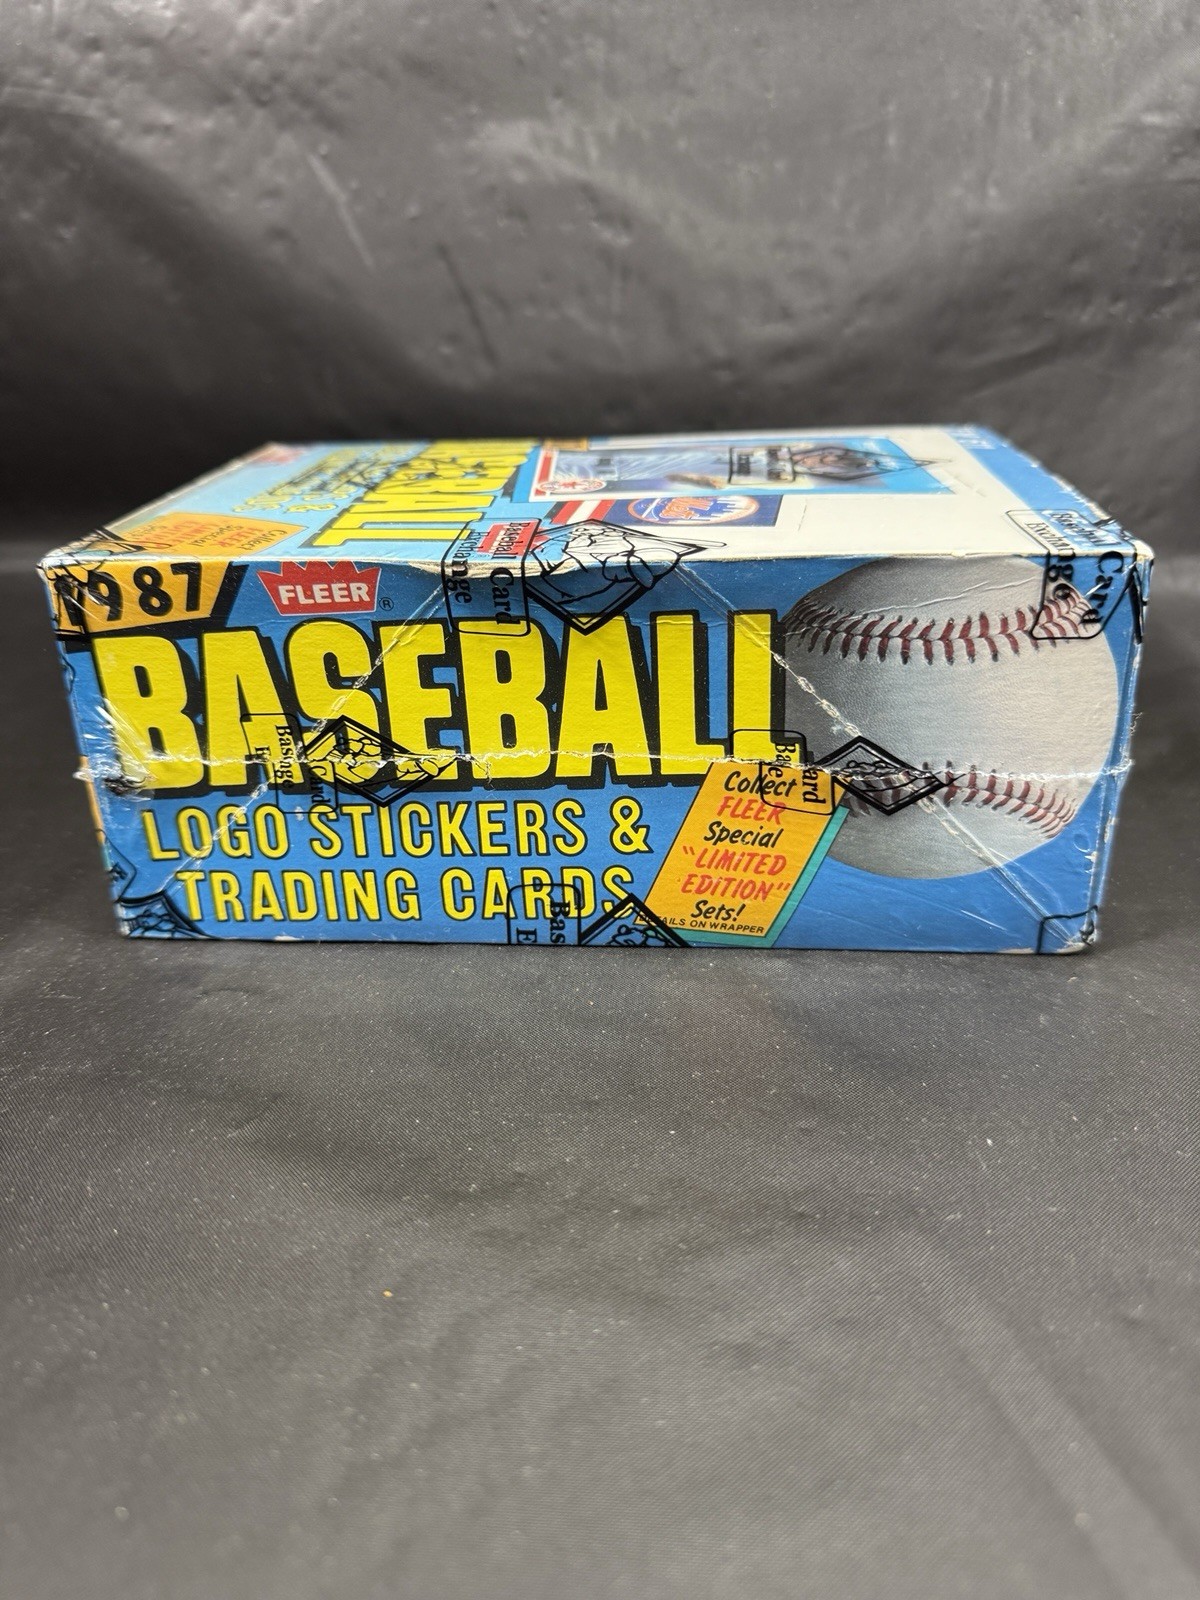 1987
FLEER®
BASEBALL
LOGO STICKERS &
TRADING CARDS
Collect
FLEER
Special
"LIMITED
EDITION"
Sets!
DETAILS ON WRAPPER
Baseball Card
Exchange
Mets